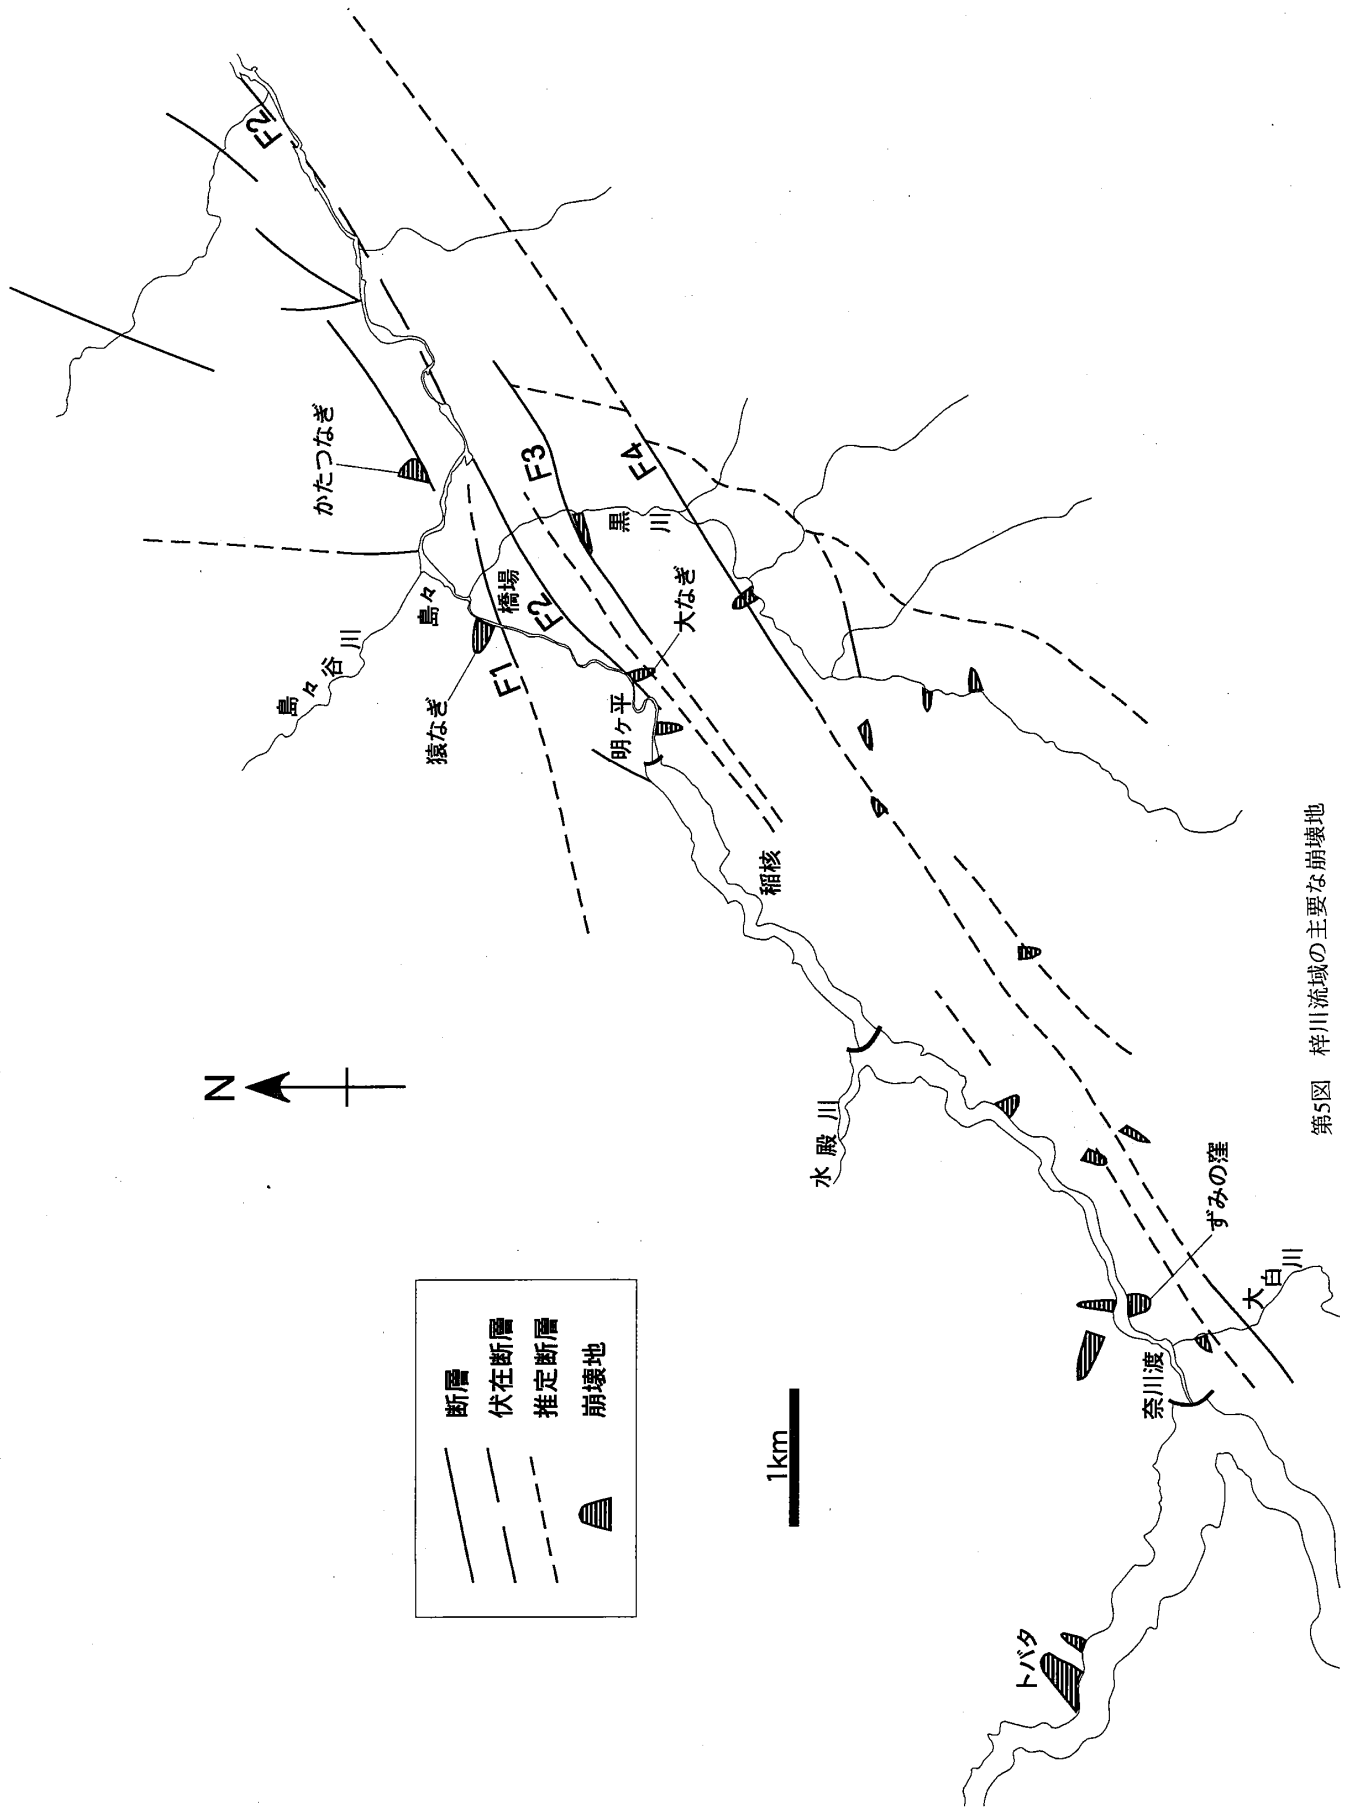 N
F2
かたつなぎ
F3
F4
島々谷川
島々
橋場
黒川
F2
F1
猿なぎ
大なぎ
明ヶ平
稲核
水殿川
ずみの窪
大白川
奈川渡
トバタ
断層
伏在断層
推定断層
崩壊地
1km
第5図 梓川流域の主要な崩壊地